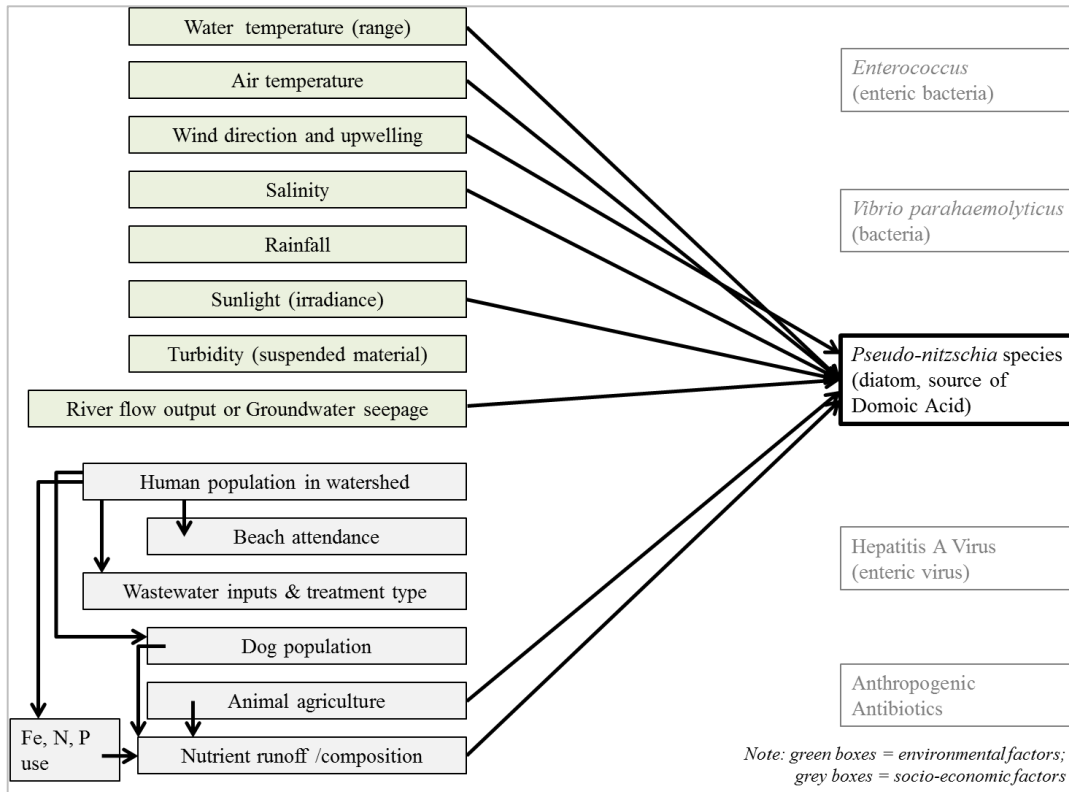 Water temperature (range)
Air temperature
Wind direction and upwelling
Salinity
Rainfall
Sunlight (irradiance)
Turbidity (suspended material)
River flow output or Groundwater seepage
Human population in watershed
Beach attendance
Wastewater inputs & treatment type
Dog population
Animal agriculture
Fe, N, P
use
Nutrient runoff /composition
Enterococcus
(enteric bacteria)
Vibrio parahaemolyticus
(bacteria)
Pseudo-nitzschia species
(diatom, source of
Domoic Acid)
Hepatitis A Virus
(enteric virus)
Anthropogenic
Antibiotics
Note: green boxes = environmental factors;
grey boxes = socio-economic factors